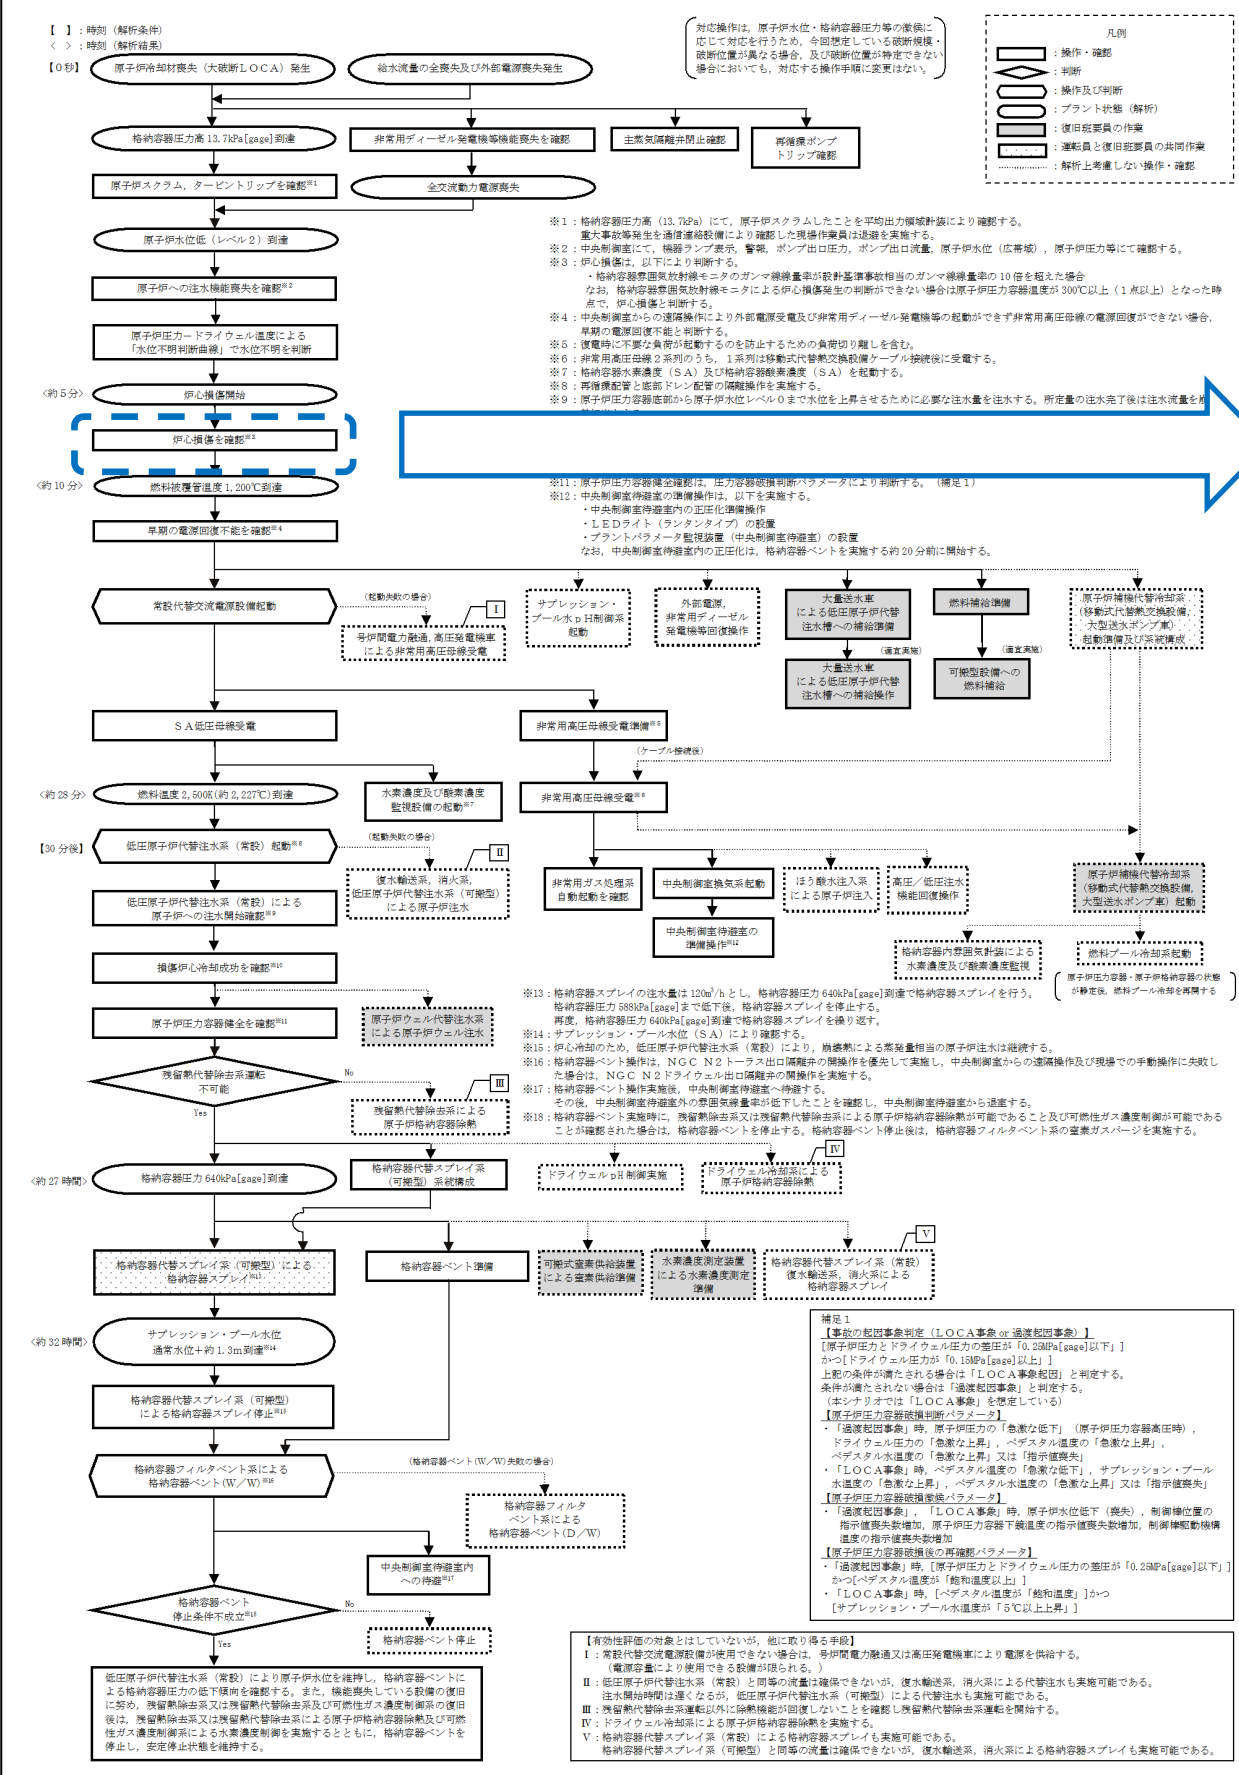 【 】：時刻（解析条件）
＜ ＞：時刻（解析結果）
【0秒】
原子炉冷却材喪失（大破断ＬＯＣＡ）発生
給水流量の全喪失及び外部電源喪失発生
対応操作は，原子炉水位・格納容器圧力等の徴候に
応じて対応を行うため，今回想定している破断規模・
破断位置が異なる場合，及び破断位置が特定できない
場合においても，対応する操作手順に変更はない。
凡例
：操作・確認
：判断
：操作及び判断
：プラント状態（解析）
：復旧班要員の作業
：運転員と復旧班要員の共同作業
：解析上考慮しない操作・確認
格納容器圧力高 13.7kPa[gage]到達
非常用ディーゼル発電機等機能喪失を確認
主蒸気隔離弁閉止確認
再循環ポンプ
トリップ確認
原子炉スクラム，タービントリップを確認※1
全交流動力電源喪失
原子炉水位低（レベル２）到達
原子炉への注水機能喪失を確認※2
原子炉圧力－ドライウェル温度による
「水位不明判断曲線」で水位不明を判断
＜約５分＞
炉心損傷開始
炉心損傷を確認※3
＜約 10 分＞
燃料被覆管温度 1,200℃到達
早期の電源回復不能を確認※4
※１：格納容器圧力高（13.7kPa）にて，原子炉スクラムしたことを平均出力領域計装により確認する。
重大事故等発生を通信連絡設備により確認した現場作業員は退避を実施する。
※２：中央制御室にて，機器ランプ表示，警報，ポンプ出口圧力，ポンプ出口流量，原子炉水位（広帯域），原子炉圧力等にて確認する。
※３：炉心損傷は，以下により判断する。
・格納容器雰囲気放射線モニタのガンマ線線量率が設計基準事故相当のガンマ線線量率の 10 倍を超えた場合
なお，格納容器雰囲気放射線モニタによる炉心損傷発生の判断ができない場合は原子炉圧力容器温度が 300℃以上（１点以上）となった時
点で，炉心損傷と判断する。
※４：中央制御室からの遠隔操作により外部電源受電及び非常用ディーゼル発電機等の起動ができず非常用高圧母線の電源回復ができない場合，
早期の電源回復不能と判断する。
※５：復電時に不要な負荷が起動するのを防止するための負荷切り離しを含む。
※６：非常用高圧母線２系列のうち，１系列は移動式代替熱交換設備ケーブル接続後に受電する。
※７：格納容器水素濃度（ＳＡ）及び格納容器酸素濃度（ＳＡ）を起動する。
※８：再循環配管と底部ドレン配管の隔離操作を実施する。
※９：原子炉圧力容器底部から原子炉水位レベル０まで水位を上昇させるために必要な注水量を注水する。所定量の注水完了後は注水流量を崩
※11：原子炉圧力容器健全確認は，圧力容器破損判断パラメータにより判断する。（補足１）
※12：中央制御室待避室の準備操作は，以下を実施する。
・中央制御室待避室内の正圧化準備操作
・ＬＥＤライト（ランタンタイプ）の設置
・プラントパラメータ監視装置（中央制御室待避室）の設置
なお，中央制御室待避室内の正圧化は，格納容器ベントを実施する約 20 分前に開始する。
常設代替交流電源設備起動
（起動失敗の場合）
Ⅰ
号炉間電力融通，高圧発電機車
による非常用高圧母線受電
サプレッション・
プール水ｐＨ制御系
起動
外部電源，
非常用ディーゼル
発電機等回復操作
大量送水車
による低圧原子炉代替
注水槽への補給準備
燃料補給準備
原子炉補機代替冷却系
（移動式代替熱交換設備，
大型送水ポンプ車）
起動準備及び系統構成
（適宜実施）
（適宜実施）
大量送水車
による低圧原子炉代替
注水槽への補給操作
可搬型設備への
燃料補給
ＳＡ低圧母線受電
非常用高圧母線受電準備※5
（ケーブル接続後）
＜約 28 分＞
燃料温度 2,500K(約 2,227℃)到達
水素濃度及び酸素濃度
監視設備の起動※7
非常用高圧母線受電※6
【30 分後】
低圧原子炉代替注水系（常設）起動※8
（起動失敗の場合）
Ⅱ
復水輸送系，消火系，
低圧原子炉代替注水系（可搬型）
による原子炉注水
非常用ガス処理系
自動起動を確認
中央制御室換気系起動
ほう酸水注入系
による原子炉注入
高圧／低圧注水
機能回復操作
原子炉補機代替冷却系
（移動式代替熱交換設備，
大型送水ポンプ車）起動
低圧原子炉代替注水系（常設）による
原子炉への注水開始確認※9
中央制御室待避室の
準備操作※12
格納容器内雰囲気計装による
水素濃度及び酸素濃度監視
燃料プール冷却系起動
損傷炉心冷却成功を確認※10
原子炉圧力容器・原子炉格納容器の状態
が静定後，燃料プール冷却を再開する
原子炉圧力容器健全を確認※11
原子炉ウェル代替注水系
による原子炉ウェル注水
※13：格納容器スプレイの注水量は 120m³/h とし，格納容器圧力 640kPa[gage]到達で格納容器スプレイを行う。
格納容器圧力 588kPa[gage]まで低下後，格納容器スプレイを停止する。
再度，格納容器圧力 640kPa[gage]到達で格納容器スプレイを繰り返す。
※14：サプレッション・プール水位（ＳＡ）により確認する。
※15：炉心冷却のため，低圧原子炉代替注水系（常設）により，崩壊熱による蒸発量相当の原子炉注水は継続する。
※16：格納容器ベント操作は，ＮＧＣ Ｎ２トーラス出口隔離弁の開操作を優先して実施し，中央制御室からの遠隔操作及び現場での手動操作に失敗し
た場合は，ＮＧＣ Ｎ２ドライウェル出口隔離弁の開操作を実施する。
※17：格納容器ベント操作実施後，中央制御室待避室へ待避する。
その後，中央制御室待避室外の雰囲気線量率が低下したことを確認し，中央制御室待避室から退室する。
※18：格納容器ベント実施時に，残留熱除去系又は残留熱代替除去系による原子炉格納容器除熱が可能であること及び可燃性ガス濃度制御が可能である
ことが確認された場合は，格納容器ベントを停止する。格納容器ベント停止後は，格納容器フィルタベント系の窒素ガスパージを実施する。
残留熱代替除去系運転
不可能
No
Yes
Ⅲ
残留熱代替除去系による
原子炉格納容器除熱
＜約 27 時間＞
格納容器圧力 640kPa[gage]到達
格納容器代替スプレイ系
（可搬型）系統構成
ドライウェルｐＨ制御実施
Ⅳ
ドライウェル冷却系による
原子炉格納容器除熱
格納容器代替スプレイ系（可搬型）による
格納容器スプレイ※13
格納容器ベント準備
可搬式窒素供給装置
による窒素供給準備
水素濃度測定装置
による水素濃度測定
準備
Ⅴ
格納容器代替スプレイ系（常設）
復水輸送系，消火系による
格納容器スプレイ
＜約 32 時間＞
サプレッション・プール水位
通常水位＋約 1.3m到達※14
格納容器代替スプレイ系（可搬型）
による格納容器スプレイ停止※15
格納容器フィルタベント系による
格納容器ベント(Ｗ／Ｗ)※16
（格納容器ベント(Ｗ／Ｗ)失敗の場合）
格納容器フィルタ
ベント系による
格納容器ベント(Ｄ／Ｗ)
中央制御室待避室内
への待避※17
格納容器ベント
停止条件不成立※18
No
Yes
格納容器ベント停止
低圧原子炉代替注水系（常設）により原子炉水位を維持し，格納容器ベントに
よる格納容器圧力の低下傾向を確認する。また，機能喪失している設備の復旧
に努め，残留熱除去系又は残留熱代替除去系及び可燃性ガス濃度制御系の復旧
後は，残留熱除去系又は残留熱代替除去系による原子炉格納容器除熱及び可燃
性ガス濃度制御系による水素濃度制御を実施するとともに，格納容器ベントを
停止し，安定停止状態を維持する。
補足１
【事故の起因事象判定（ＬＯＣＡ事象 or 過渡起因事象）】
[原子炉圧力とドライウェル圧力の差圧が「0.25MPa[gage]以下」]
かつ[ドライウェル圧力が「0.15MPa[gage]以上」]
上記の条件が満たされる場合は「ＬＯＣＡ事象起因」と判定する。
条件が満たされない場合は「過渡起因事象」と判定する。
（本シナリオでは「ＬＯＣＡ事象」を想定している）
【原子炉圧力容器破損判断パラメータ】
・「過渡起因事象」時，原子炉圧力の「急激な低下」（原子炉圧力容器高圧時），
ドライウェル圧力の「急激な上昇」，ペデスタル温度の「急激な上昇」，
ペデスタル水温度の「急激な上昇」又は「指示値喪失」
・「ＬＯＣＡ事象」時，ペデスタル温度の「急激な低下」，サプレッション・プール
水温度の「急激な上昇」，ペデスタル水温度の「急激な上昇」又は「指示値喪失」
【原子炉圧力容器破損徴候パラメータ】
・「過渡起因事象」，「ＬＯＣＡ事象」時，原子炉水位低下（喪失），制御棒位置の
指示値喪失数増加，原子炉圧力容器下鏡温度の指示値喪失数増加，制御棒駆動機構
温度の指示値喪失数増加
【原子炉圧力容器破損後の再確認パラメータ】
・「過渡起因事象」時，[原子炉圧力とドライウェル圧力の差圧が「0.25MPa[gage]以下」]
かつ[ペデスタル温度が「飽和温度以上」]
・「ＬＯＣＡ事象」時，[ペデスタル温度が「飽和温度」]かつ
[サプレッション・プール水温度が「５℃以上上昇」]
【有効性評価の対象とはしていないが，他に取り得る手段】
Ⅰ：常設代替交流電源設備が使用できない場合は，号炉間電力融通又は高圧発電機車により電源を供給する。
（電源容量により使用できる設備が限られる。）
Ⅱ：低圧原子炉代替注水系（常設）と同等の流量は確保できないが，復水輸送系，消火系による代替注水も実施可能である。
注水開始時間は遅くなるが，低圧原子炉代替注水系（可搬型）による代替注水も実施可能である。
Ⅲ：残留熱代替除去系運転以外に除熱機能が回復しないことを確認し残留熱代替除去系運転を開始する。
Ⅳ：ドライウェル冷却系による原子炉格納容器除熱を実施する。
Ⅴ：格納容器代替スプレイ系（常設）による格納容器スプレイも実施可能である。
格納容器代替スプレイ系（可搬型）と同等の流量は確保できないが，復水輸送系，消火系による格納容器スプレイも実施可能である。